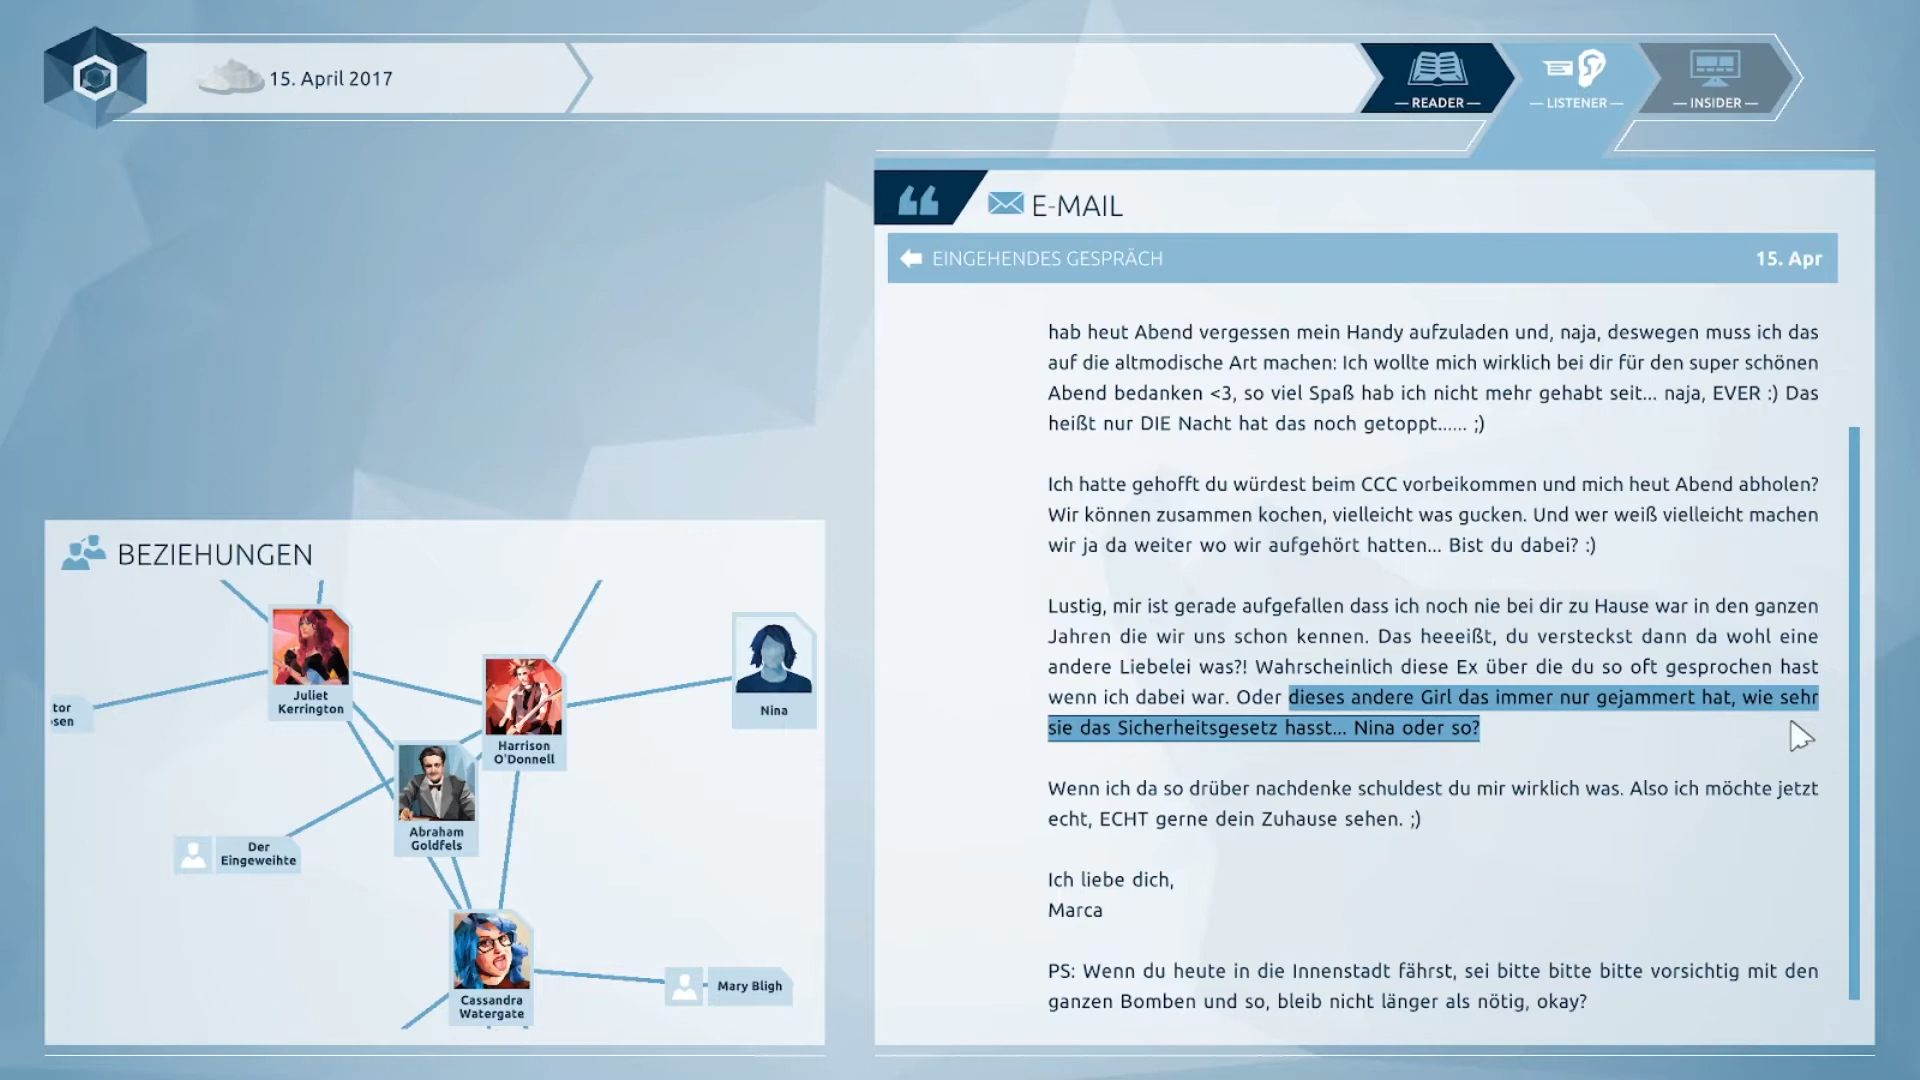 15. April 2017
— READER —
— LISTENER —
— INSIDER —
E-MAIL
EINGEHENDES GESPRÄCH
15. Apr
hab heut Abend vergessen mein Handy aufzuladen und, naja, deswegen muss ich das
auf die altmodische Art machen: Ich wollte mich wirklich bei dir für den super schönen
Abend bedanken <3, so viel Spaß hab ich nicht mehr gehabt seit... naja, EVER :) Das
heißt nur DIE Nacht hat das noch getoppt...... ;)
Ich hatte gehofft du würdest beim CCC vorbeikommen und mich heut Abend abholen?
Wir können zusammen kochen, vielleicht was gucken. Und wer weiß vielleicht machen
wir ja da weiter wo wir aufgehört hatten... Bist du dabei? :)
Lustig, mir ist gerade aufgefallen dass ich noch nie bei dir zu Hause war in den ganzen
Jahren die wir uns schon kennen. Das heeeißt, du versteckst dann da wohl eine
andere Liebelei was?! Wahrscheinlich diese Ex über die du so oft gesprochen hast
wenn ich dabei war. Oder dieses andere Girl das immer nur gejammert hat, wie sehr
sie das Sicherheitsgesetz hasst... Nina oder so?
Wenn ich da so drüber nachdenke schuldest du mir wirklich was. Also ich möchte jetzt
echt, ECHT gerne dein Zuhause sehen. ;)
Ich liebe dich,
Marca
PS: Wenn du heute in die Innenstadt fährst, sei bitte bitte bitte vorsichtig mit den
ganzen Bomben und so, bleib nicht länger als nötig, okay?
BEZIEHUNGEN
Juliet
Kerrington
tor
sen
Harrison
O'Donnell
Nina
Abraham
Goldfels
Der
Eingeweihte
Cassandra
Watergate
Mary Bligh